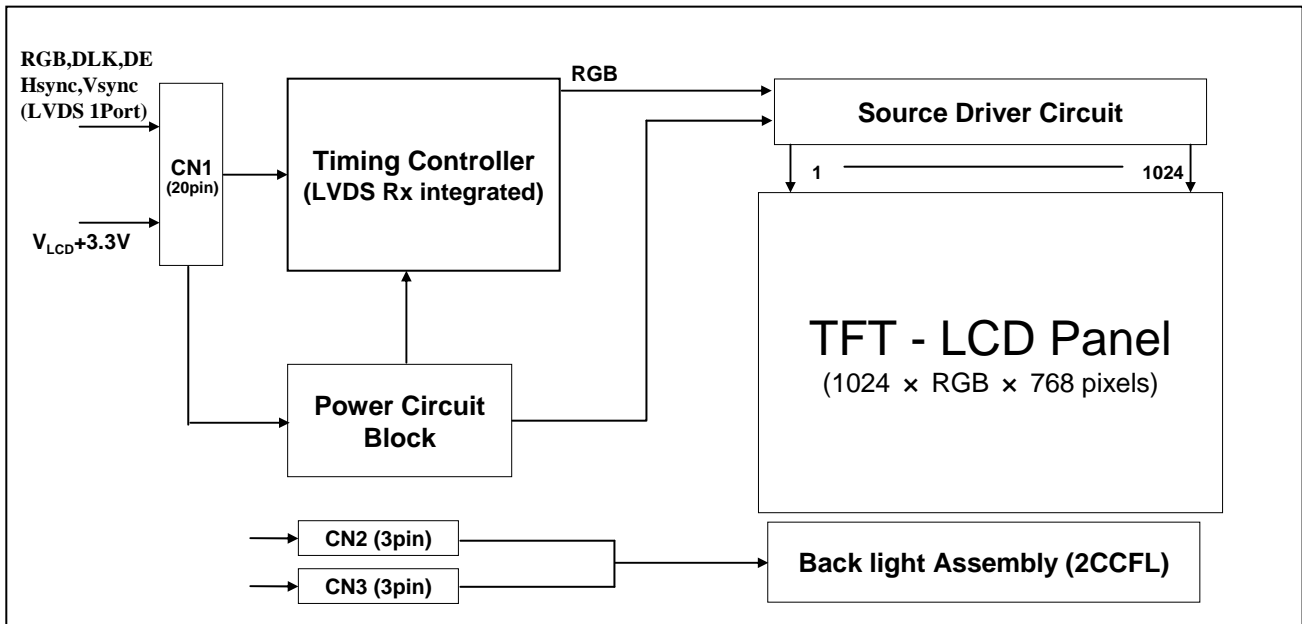 RGB,DLK,DE
Hsync,Vsync
(LVDS 1Port)
CN1
(20pin)
VLCD+3.3V
Timing Controller
(LVDS Rx integrated)
RGB
Source Driver Circuit
1
1024
TFT - LCD Panel
(1024 × RGB × 768 pixels)
Power Circuit
Block
CN2 (3pin)
CN3 (3pin)
Back light Assembly (2CCFL)